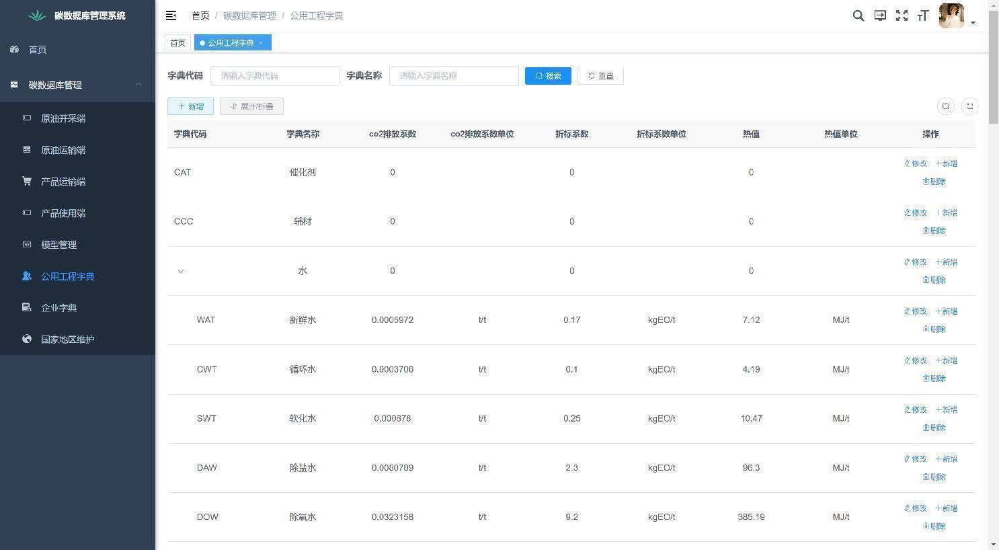 碳数据库管理系统
首页 / 碳数据库管理 / 公用工程字典
首页
公用工程字典 ×
首页
碳数据库管理
原油开采端
原油运输端
产品运输端
产品使用端
模型管理
公用工程字典
企业字典
国家地区维护
字典代码 请输入字典代码 字典名称 请输入字典名称 搜索 重置
新增 展开/折叠
字典代码 字典名称 co2排放系数 co2排放系数单位 折标系数 折标系数单位 热值 热值单位 操作
CAT 催化剂 0 0 0 修改 新增
删除
CCC 辅材 0 0 0 修改 新增
删除
水 0 0 0 修改 新增
删除
WAT 新鲜水 0.0005972 t/t 0.17 kgEO/t 7.12 MJ/t 修改 新增
删除
CWT 循环水 0.0003706 t/t 0.1 kgEO/t 4.19 MJ/t 修改 新增
删除
SWT 软化水 0.000878 t/t 0.25 kgEO/t 10.47 MJ/t 修改 新增
删除
DAW 除盐水 0.0080789 t/t 2.3 kgEO/t 96.3 MJ/t 修改 新增
删除
DOW 除氧水 0.0323158 t/t 9.2 kgEO/t 385.19 MJ/t 修改 新增
删除